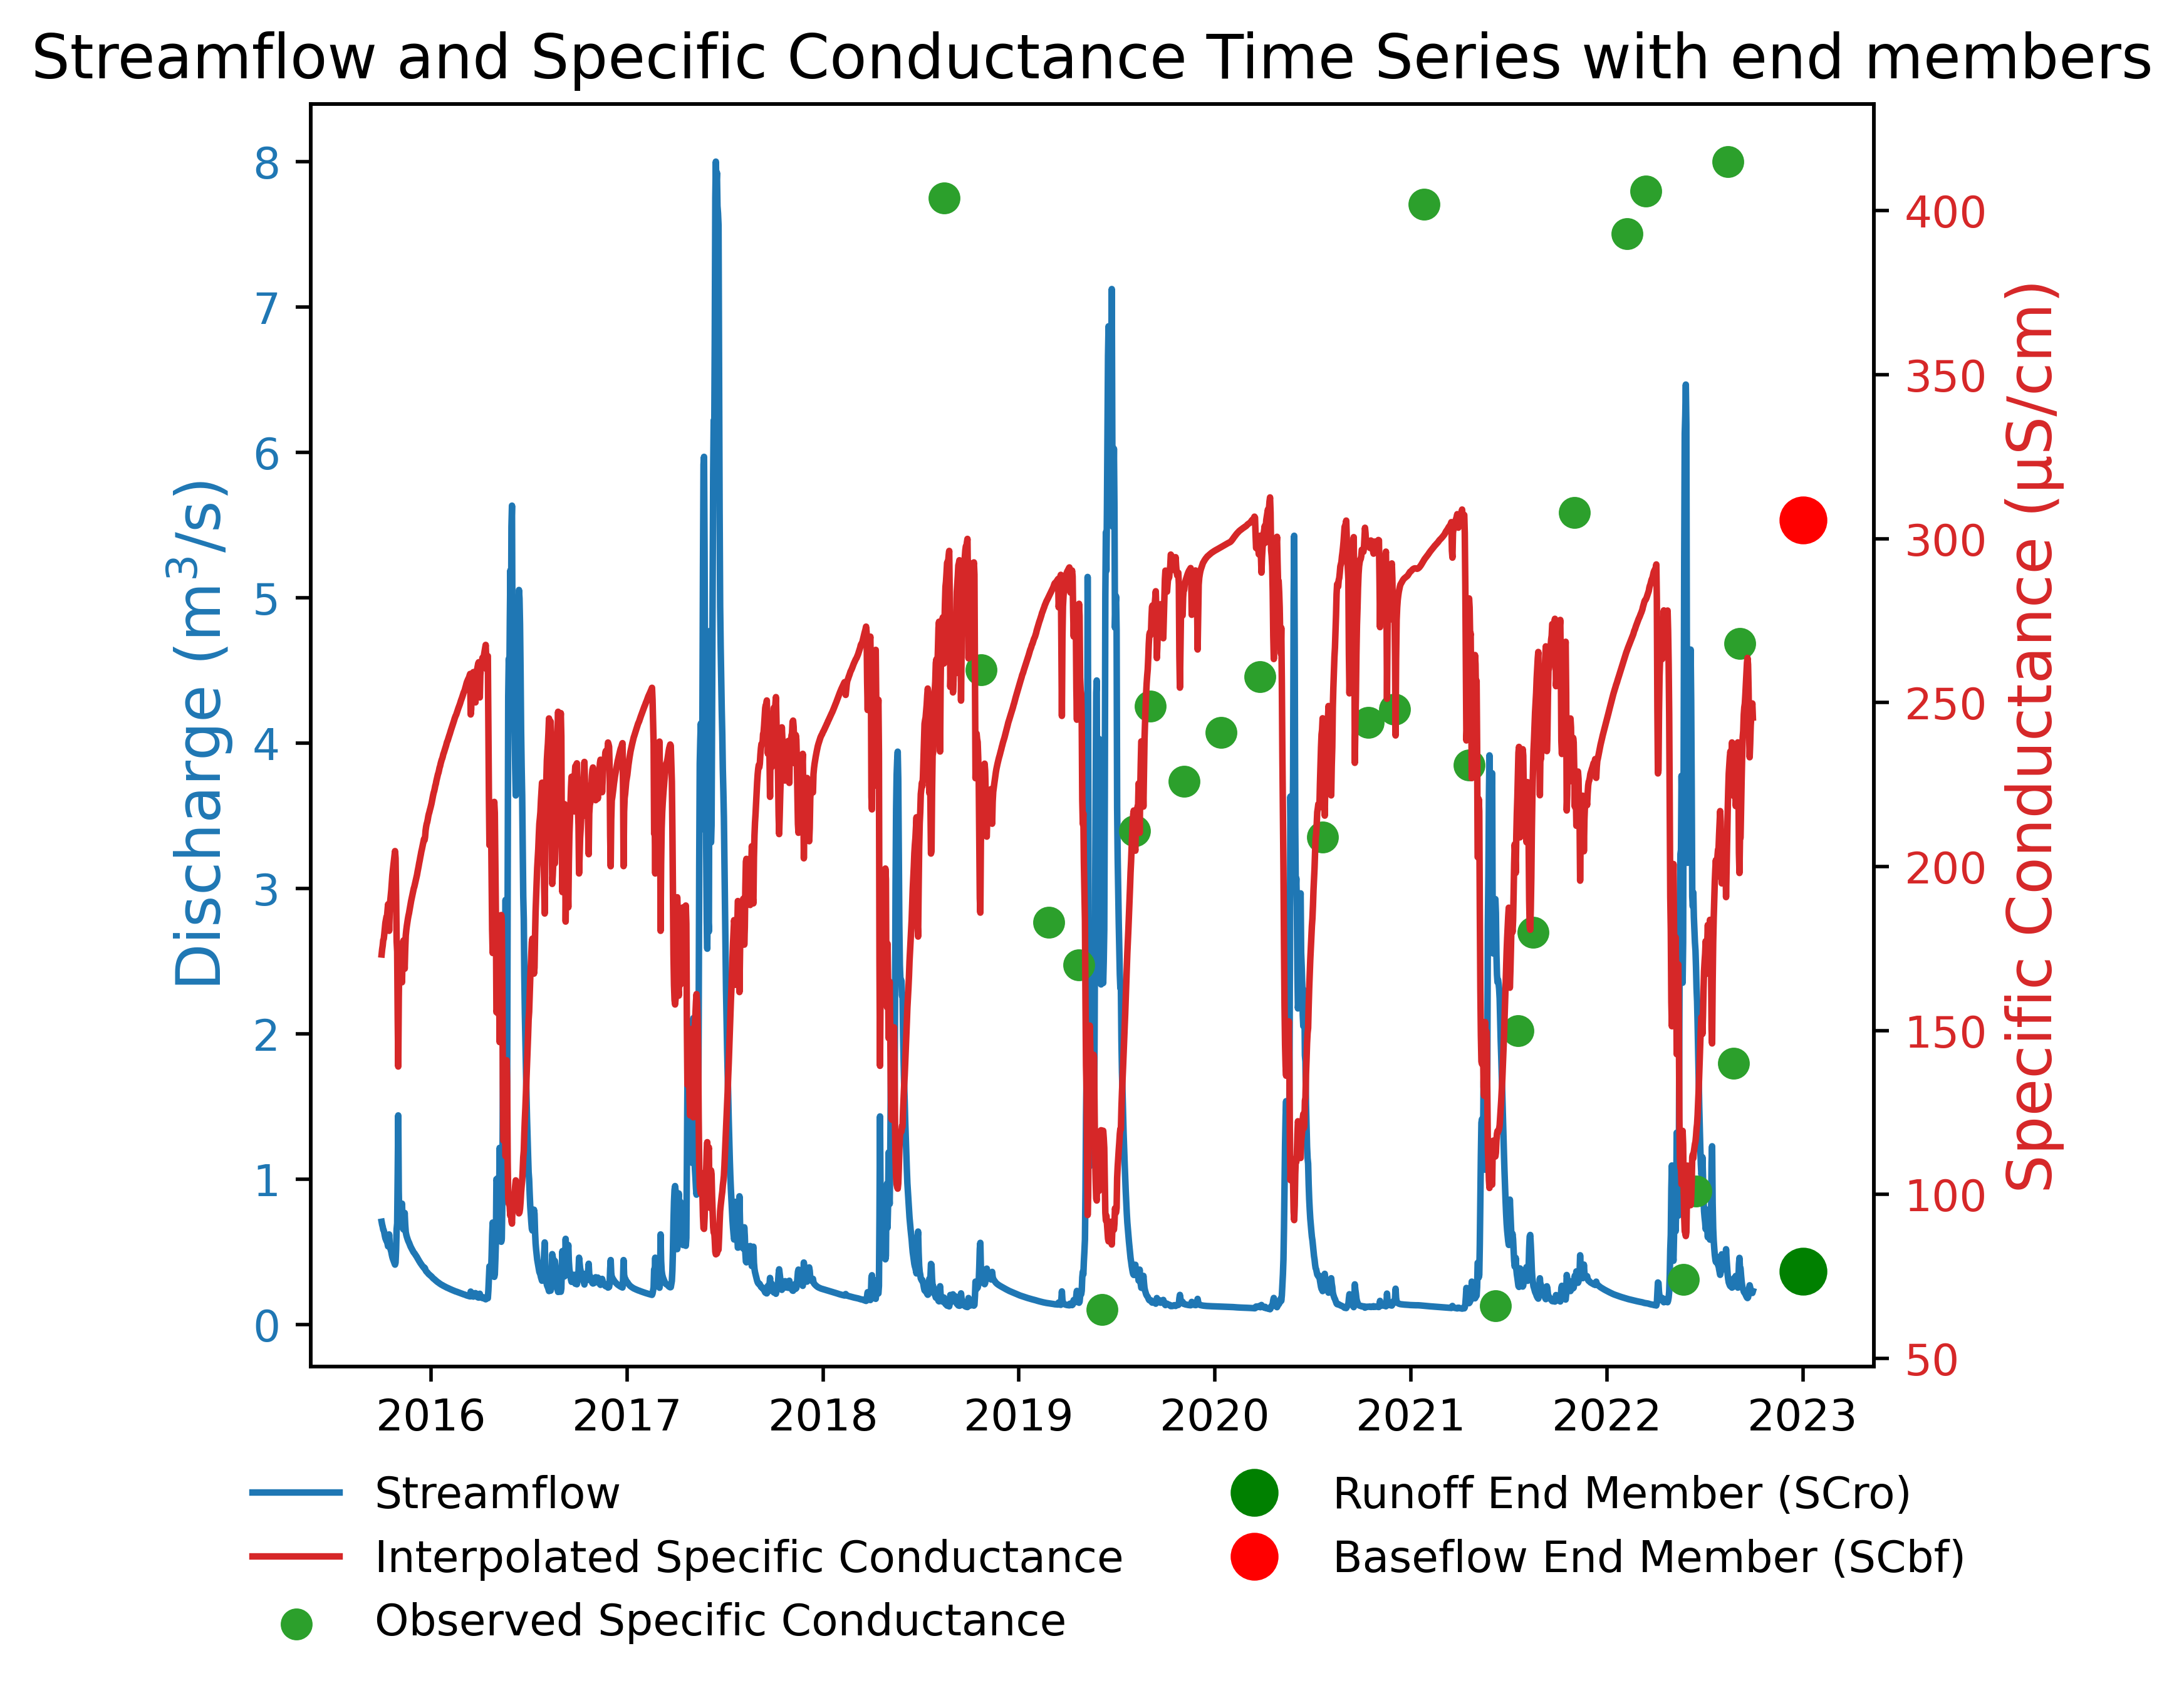 Streamflow and Specific Conductance Time Series with end members
Discharge (m³/s)
8
7
6
5
4
3
2
1
0
400
350
300
250
200
150
100
50
Specific Conductance (µS/cm)
2016 2017 2018 2019 2020 2021 2022 2023
Streamflow
Interpolated Specific Conductance
Observed Specific Conductance
Runoff End Member (SCro)
Baseflow End Member (SCbf)